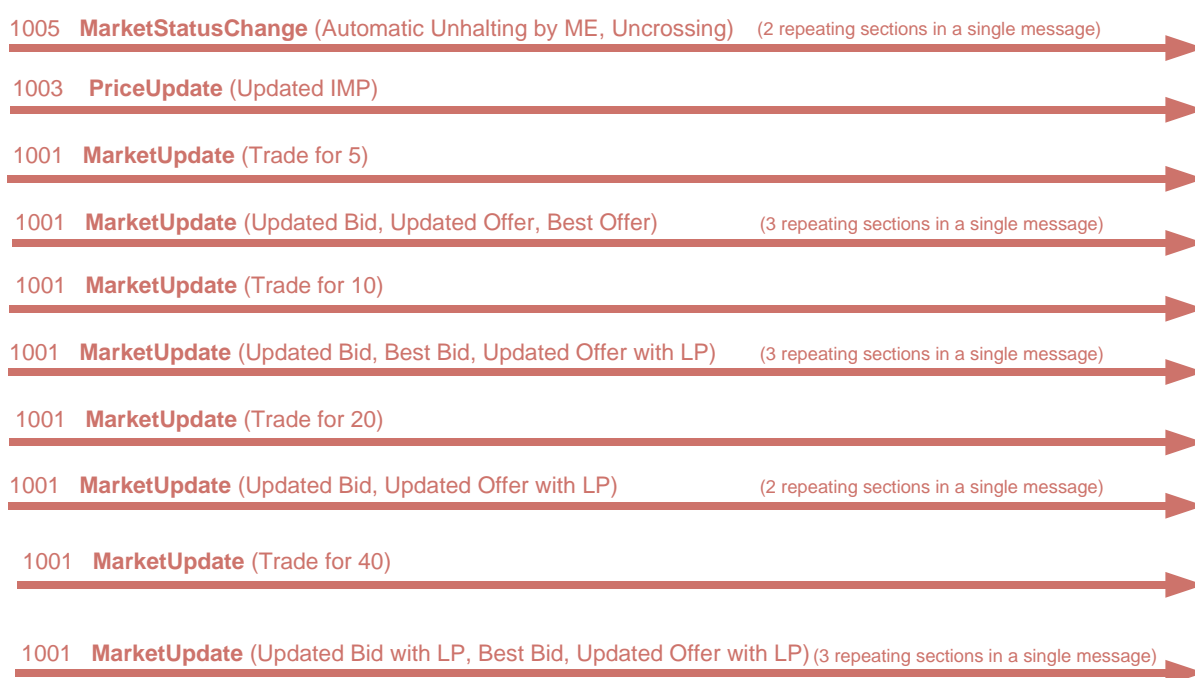 1005 MarketStatusChange (Automatic Unhalting by ME, Uncrossing) (2 repeating sections in a single message)
1003 PriceUpdate (Updated IMP)
1001 MarketUpdate (Trade for 5)
1001 MarketUpdate (Updated Bid, Updated Offer, Best Offer) (3 repeating sections in a single message)
1001 MarketUpdate (Trade for 10)
1001 MarketUpdate (Updated Bid, Best Bid, Updated Offer with LP) (3 repeating sections in a single message)
1001 MarketUpdate (Trade for 20)
1001 MarketUpdate (Updated Bid, Updated Offer with LP) (2 repeating sections in a single message)
1001 MarketUpdate (Trade for 40)
1001 MarketUpdate (Updated Bid with LP, Best Bid, Updated Offer with LP) (3 repeating sections in a single message)